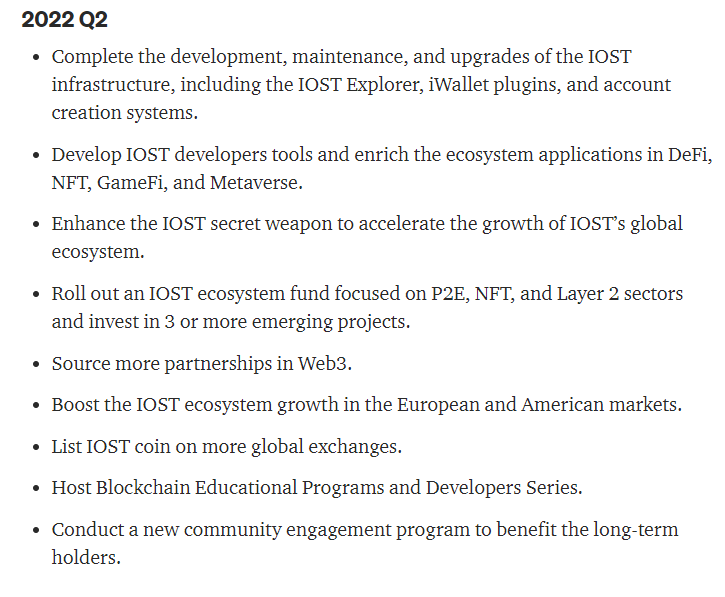 2022 Q2
• Complete the development, maintenance, and upgrades of the IOST
infrastructure, including the IOST Explorer, iWallet plugins, and account
creation systems.
• Develop IOST developers tools and enrich the ecosystem applications in DeFi,
NFT, GameFi, and Metaverse.
• Enhance the IOST secret weapon to accelerate the growth of IOST’s global
ecosystem.
• Roll out an IOST ecosystem fund focused on P2E, NFT, and Layer 2 sectors
and invest in 3 or more emerging projects.
• Source more partnerships in Web3.
• Boost the IOST ecosystem growth in the European and American markets.
• List IOST coin on more global exchanges.
• Host Blockchain Educational Programs and Developers Series.
• Conduct a new community engagement program to benefit the long-term
holders.